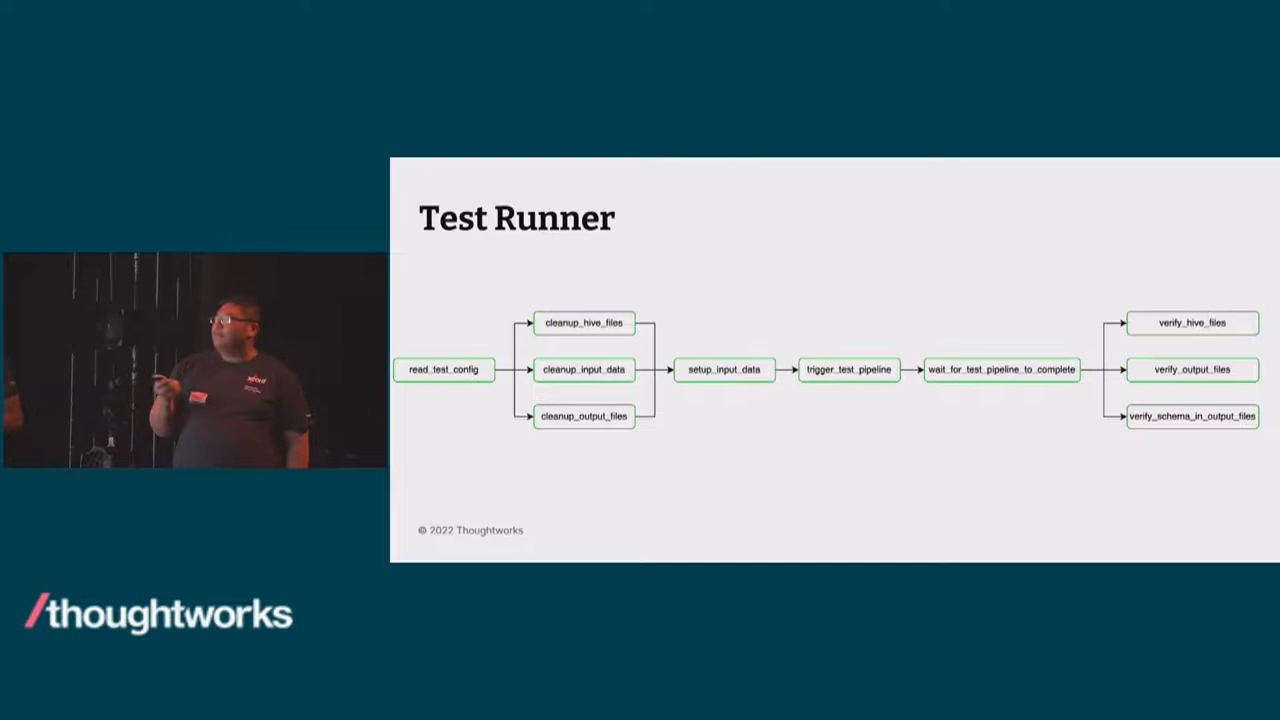 Test Runner
read_test_config
cleanup_hive_files
cleanup_input_data
cleanup_output_files
setup_input_data
trigger_test_pipeline
wait_for_test_pipeline_to_complete
verify_hive_files
verify_output_files
verify_schema_in_output_files
© 2022 Thoughtworks
/thoughtworks